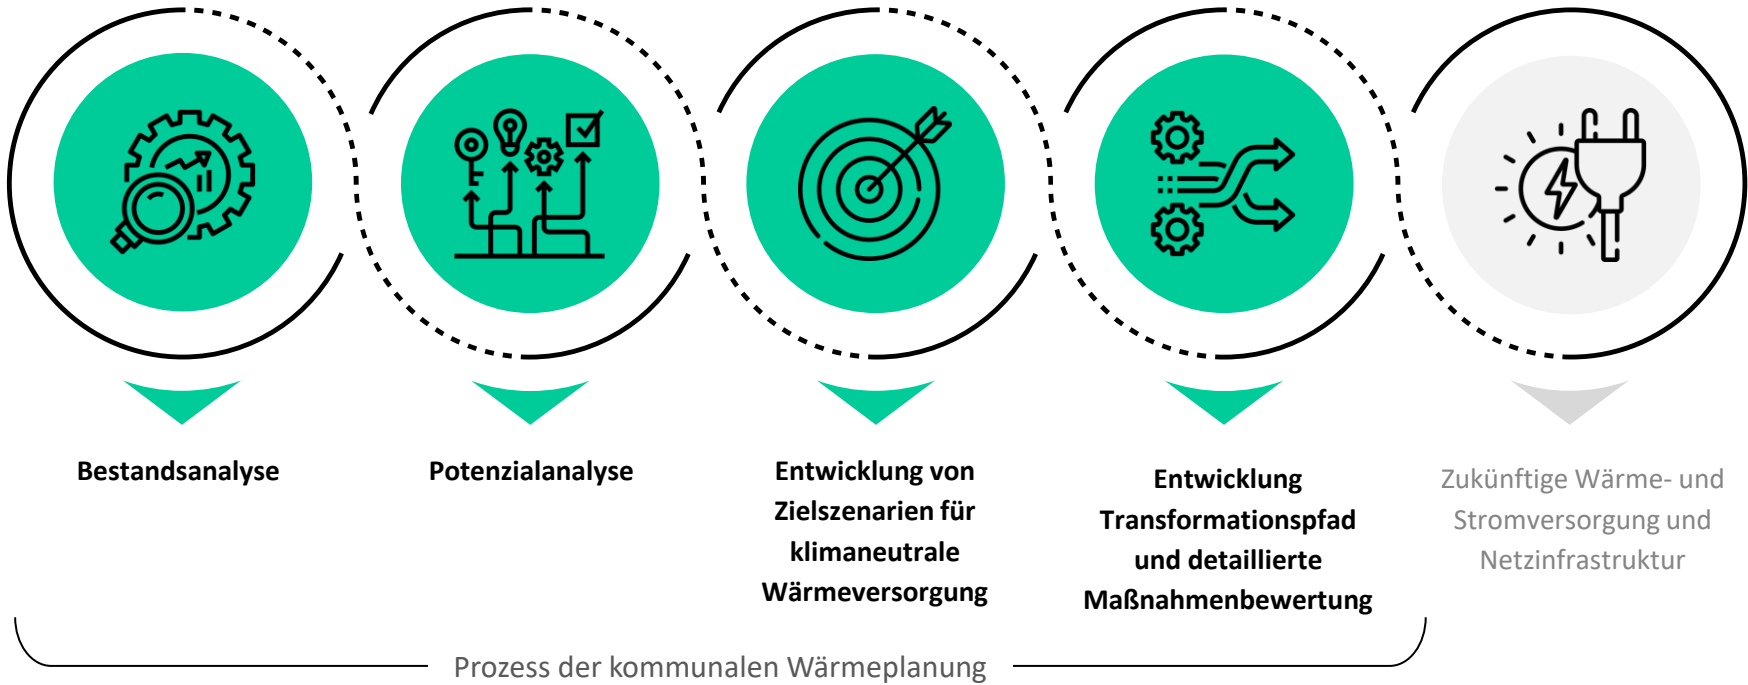 Bestandsanalyse
Potenzialanalyse
Entwicklung von
Zielszenarien für
klimaneutrale
Wärmeversorgung
Entwicklung
Transformationspfad
und detaillierte
Maßnahmenbewertung
Zukünftige Wärme- und
Stromversorgung und
Netzinfrastruktur
Prozess der kommunalen Wärmeplanung